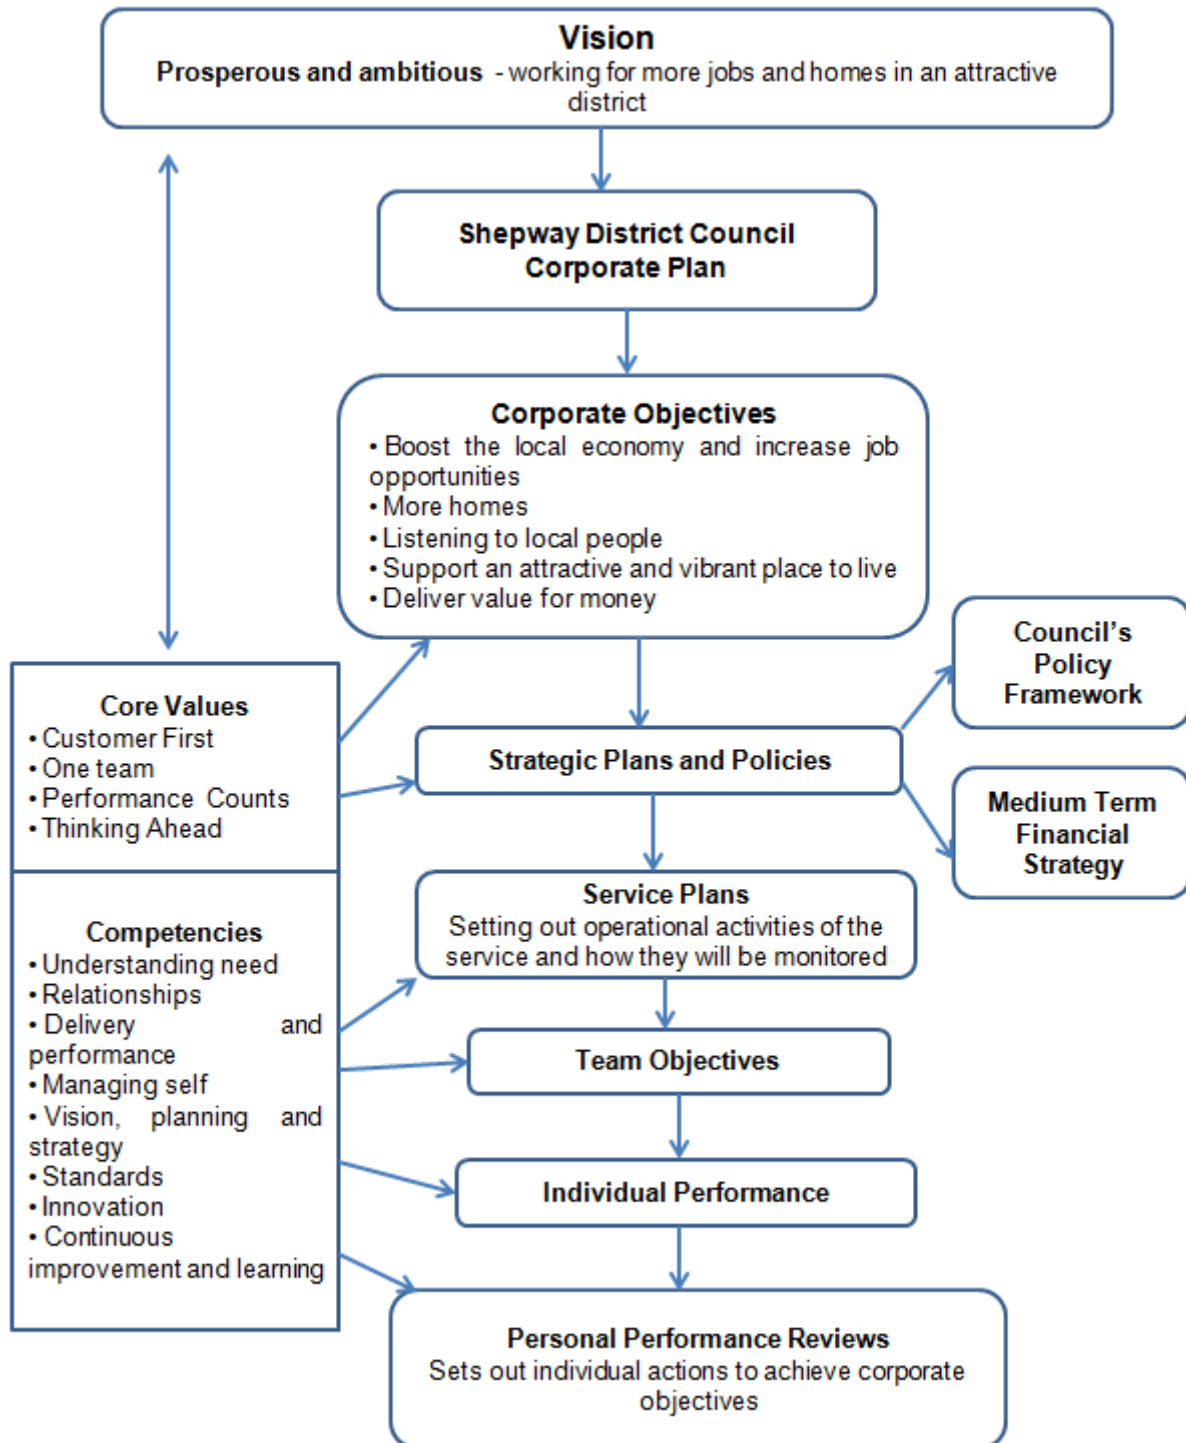 Vision
Prosperous and ambitious - working for more jobs and homes in an attractive
district
Shepway District Council
Corporate Plan
Corporate Objectives
• Boost the local economy and increase job
opportunities
• More homes
• Listening to local people
• Support an attractive and vibrant place to live
• Deliver value for money
Council's
Policy
Framework
Core Values
• Customer First
• One team
• Performance Counts
• Thinking Ahead
Strategic Plans and Policies
Medium Term
Financial
Strategy
Service Plans
Setting out operational activities of the
service and how they will be monitored
Competencies
• Understanding need
• Relationships
• Delivery and
performance
• Managing self
• Vision, planning and
strategy
• Standards
• Innovation
• Continuous
improvement and learning
Team Objectives
Individual Performance
Personal Performance Reviews
Sets out individual actions to achieve corporate
objectives